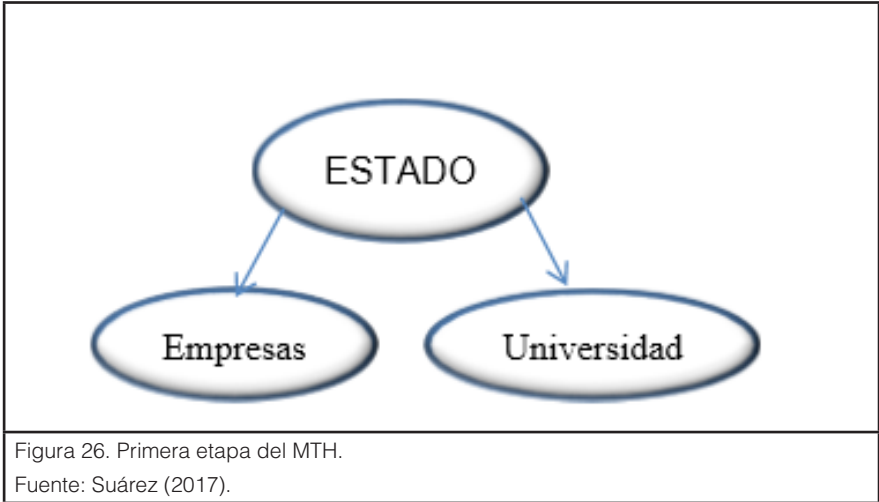 ESTADO
Empresas Universidad
Figura 26. Primera etapa del MTH.
Fuente: Suárez (2017).